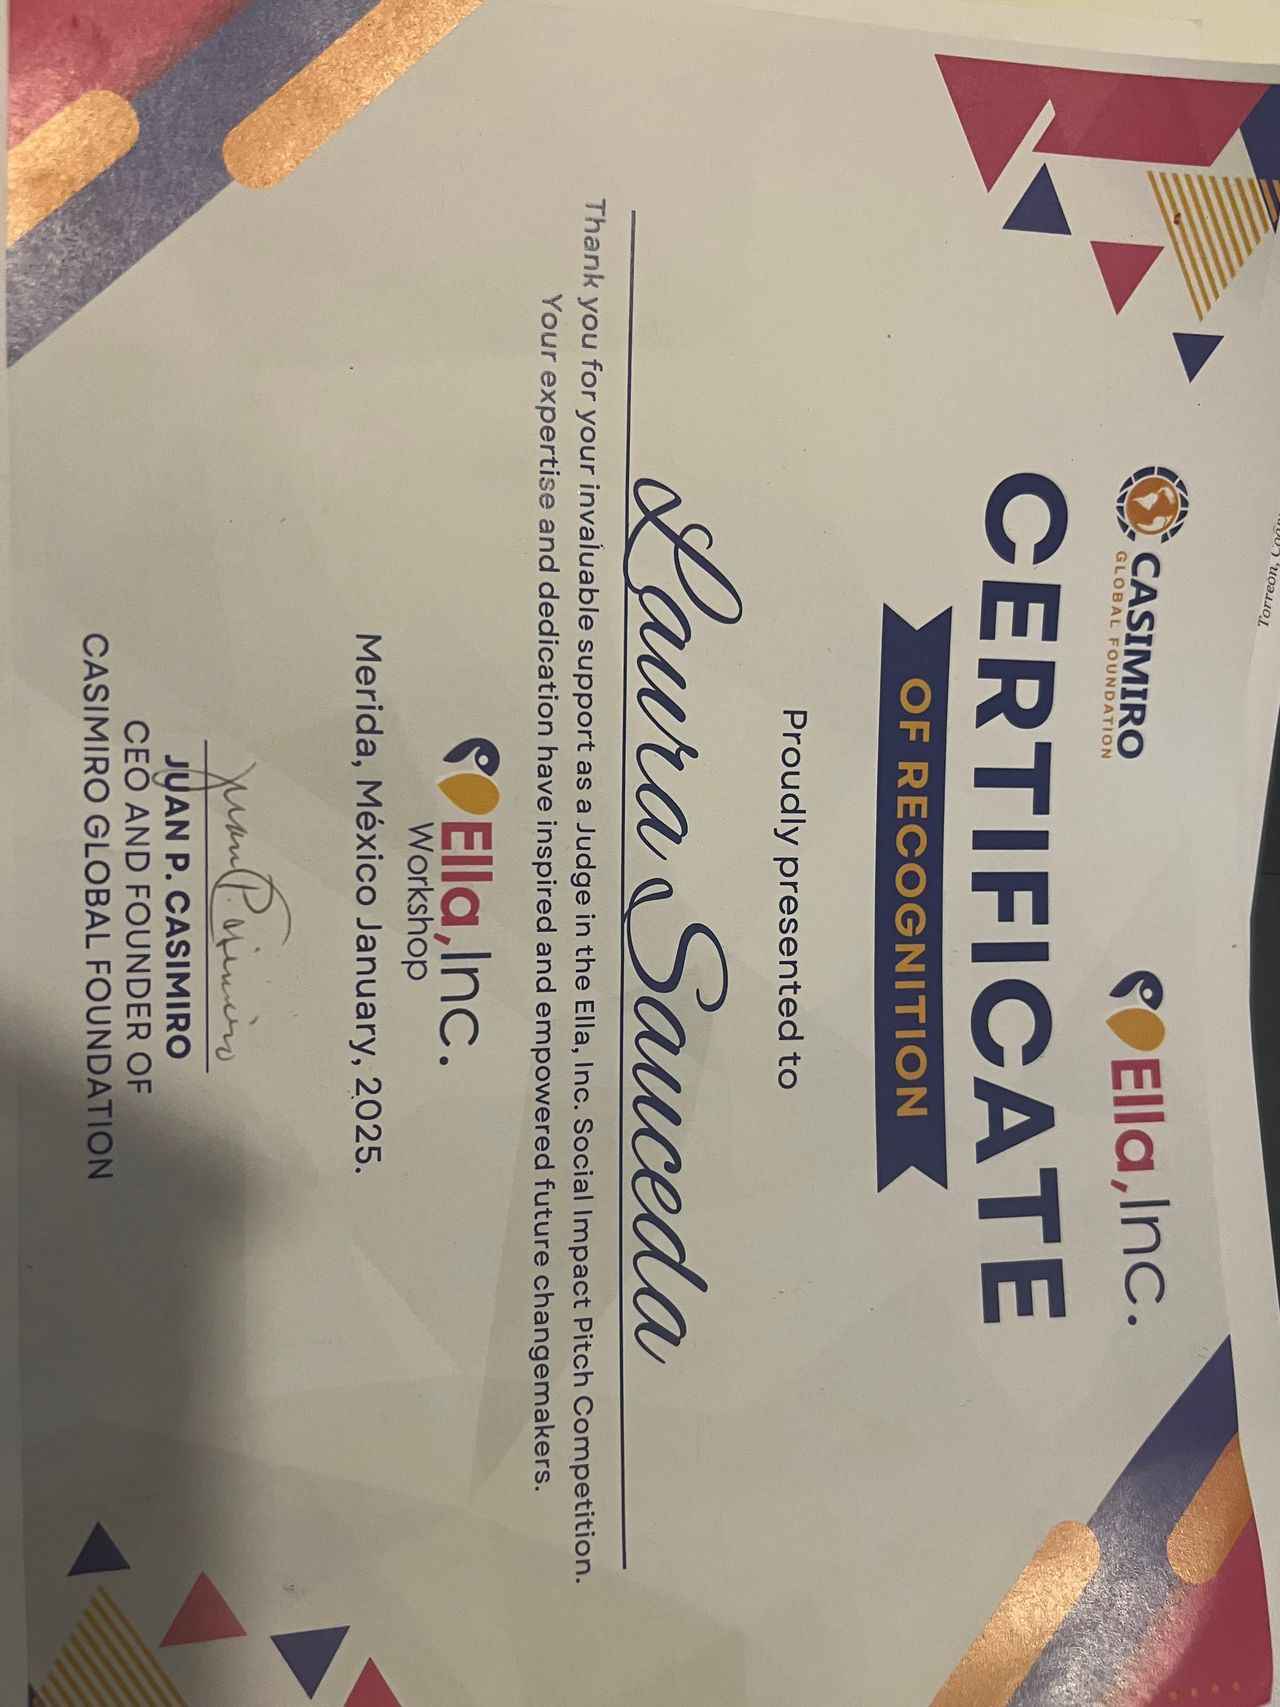 CASIMIRO
GLOBAL FOUNDATION
Ella, Inc.
CERTIFICATE
OF RECOGNITION
Proudly presented to
Laura Sauceda
Thank you for your invaluable support as a Judge in the Ella, Inc. Social Impact Pitch Competition.
Your expertise and dedication have inspired and empowered future changemakers.
Ella, Inc.
Workshop
Merida, México January, 2025.
Juan P. Casimiro
JUAN P. CASIMIRO
CEO AND FOUNDER OF
CASIMIRO GLOBAL FOUNDATION